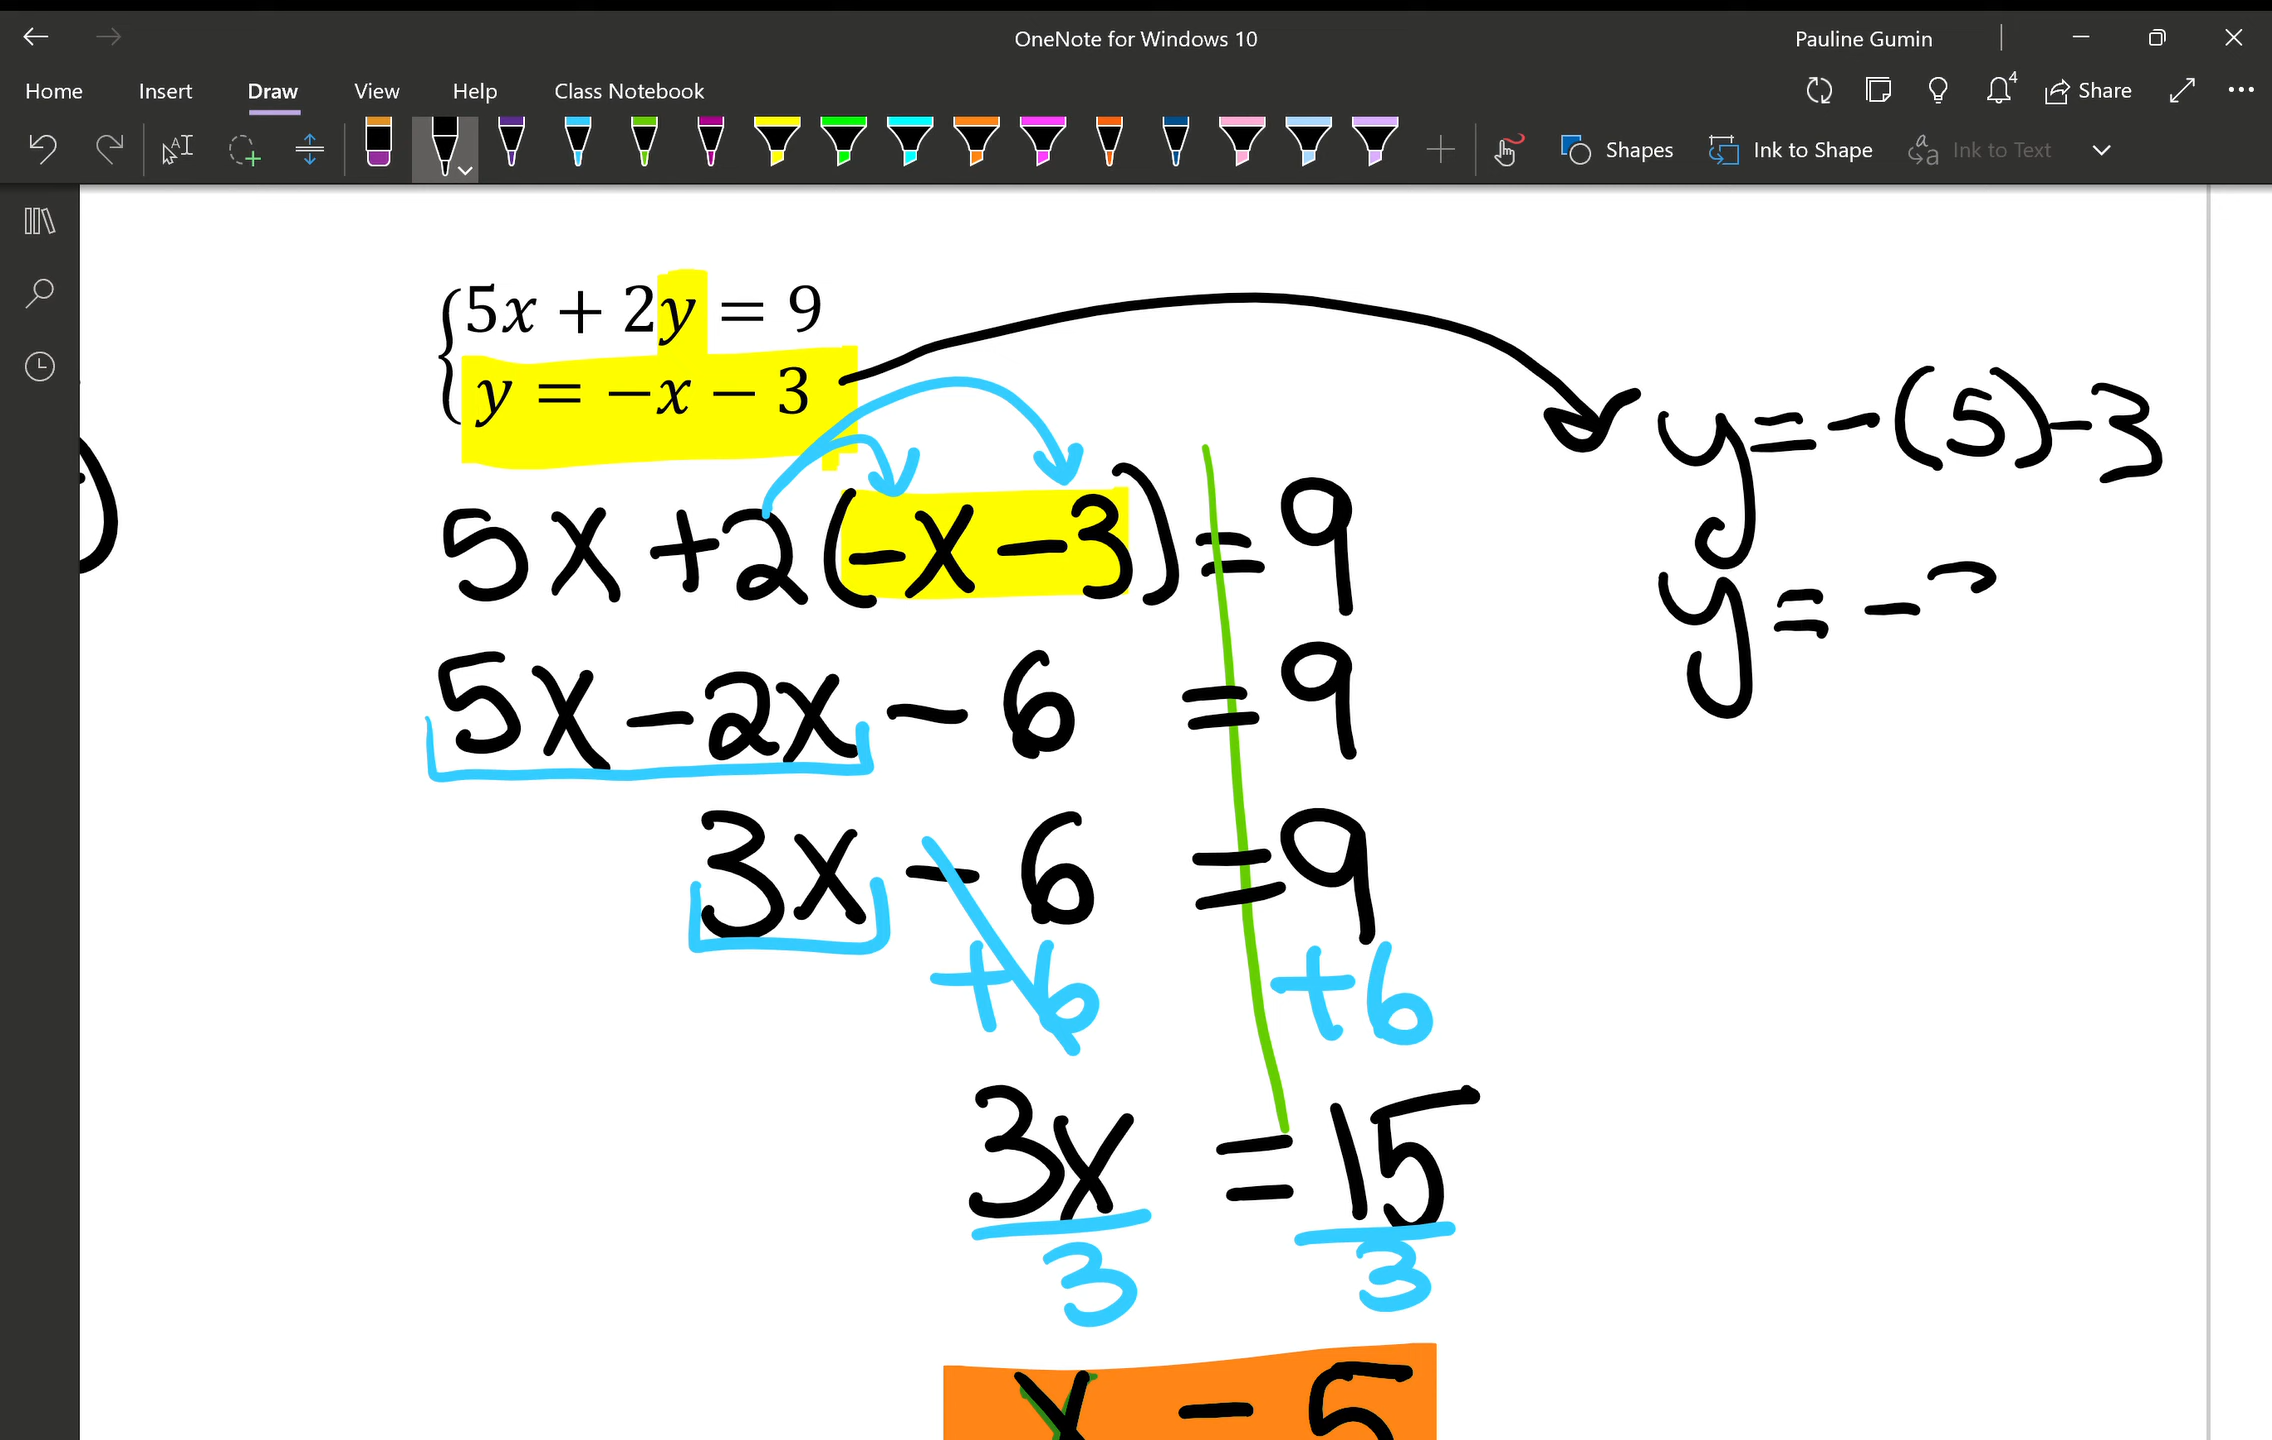 OneNote for Windows 10
Pauline Gumin
Home Insert Draw View Help Class Notebook
4 Share
Shapes Ink to Shape Ink to Text
5x + 2y = 9
y = −x − 3
y = -(5)-3
5x +2(-x-3) = 9
y = -
5x - 2x - 6 = 9
3x - 6 = 9
+6 +6
3x = 15
3 3
x = 5